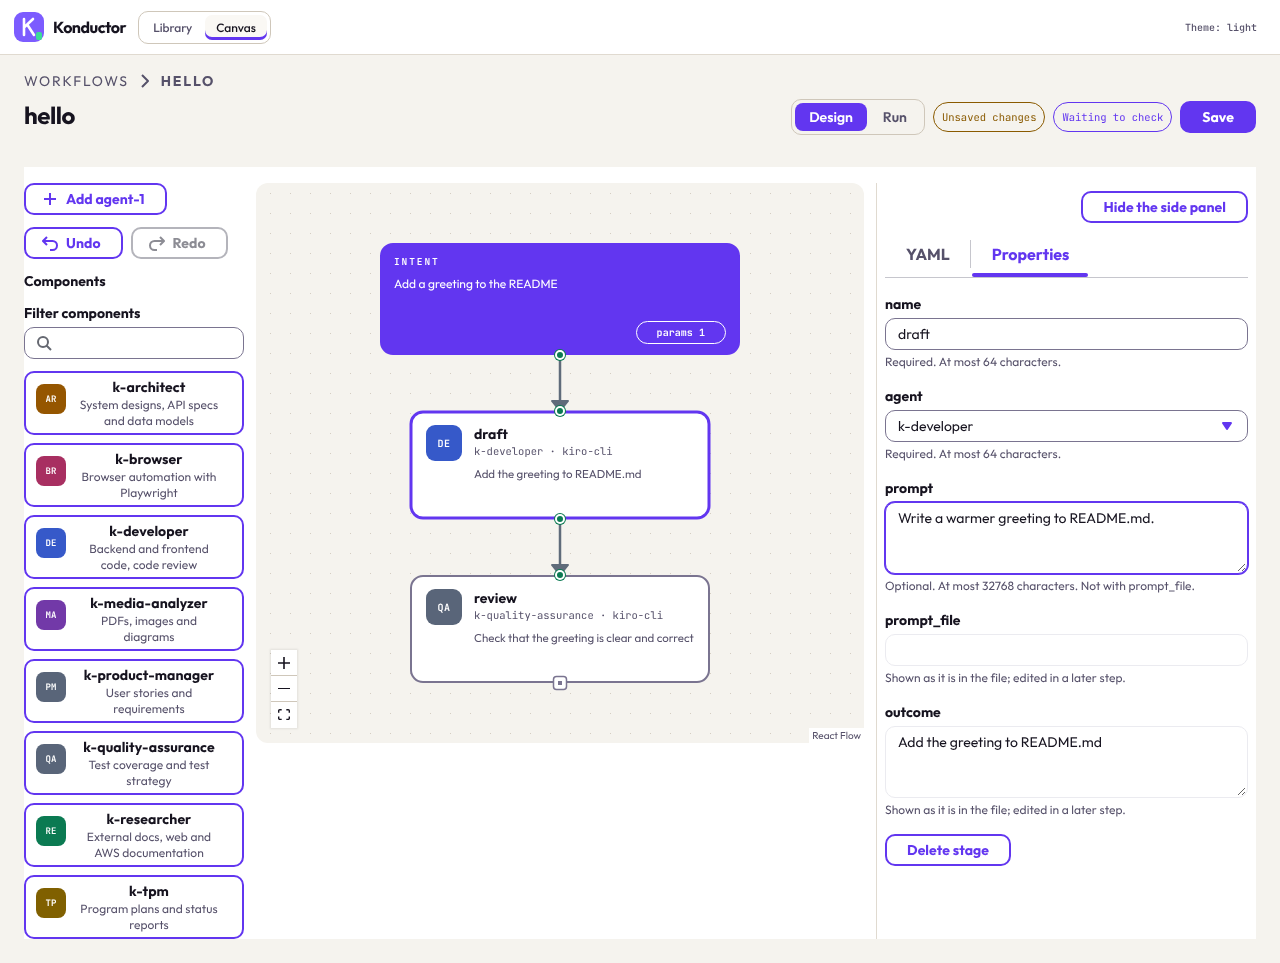 K Konductor
Library
Canvas
Theme: light
WORKFLOWS > HELLO
hello
Design
Run
Unsaved changes
Waiting to check
Save
Add agent-1
Undo
Redo
Components
Filter components
AR
k-architect
System designs, API specs
and data models
BR
k-browser
Browser automation with
Playwright
DE
k-developer
Backend and frontend
code, code review
MA
k-media-analyzer
PDFs, images and
diagrams
PM
k-product-manager
User stories and
requirements
QA
k-quality-assurance
Test coverage and test
strategy
RE
k-researcher
External docs, web and
AWS documentation
TP
k-tpm
Program plans and status
reports
INTENT
Add a greeting to the README
params 1
DE
draft
k-developer · kiro-cli
Add the greeting to README.md
QA
review
k-quality-assurance · kiro-cli
Check that the greeting is clear and correct
React Flow
Hide the side panel
YAML
Properties
name
draft
Required. At most 64 characters.
agent
k-developer
Required. At most 64 characters.
prompt
Write a warmer greeting to README.md.
Optional. At most 32768 characters. Not with prompt_file.
prompt_file
Shown as it is in the file; edited in a later step.
outcome
Add the greeting to README.md
Shown as it is in the file; edited in a later step.
Delete stage